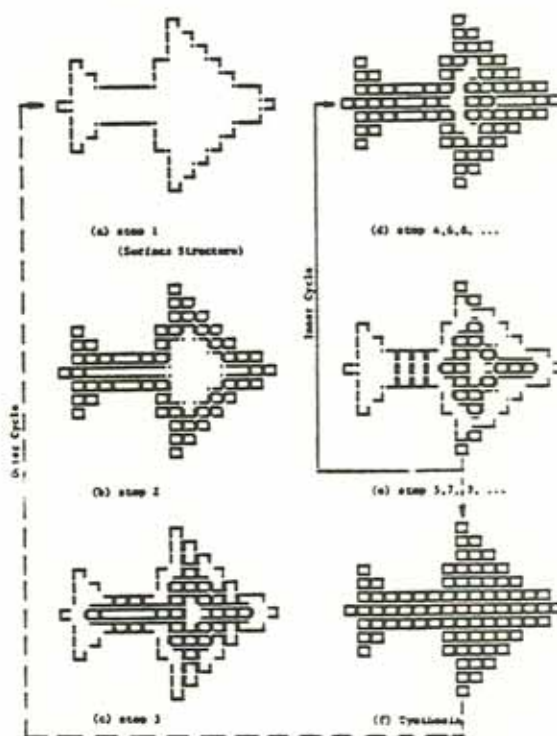 (a) step 1
(Surface Structure)
(d) step 4,6,8, ...
Inner Cycle
Outer Cycle
(b) step 2
(e) step 5,7,9, ...
(c) step 3
(f) Synthesis